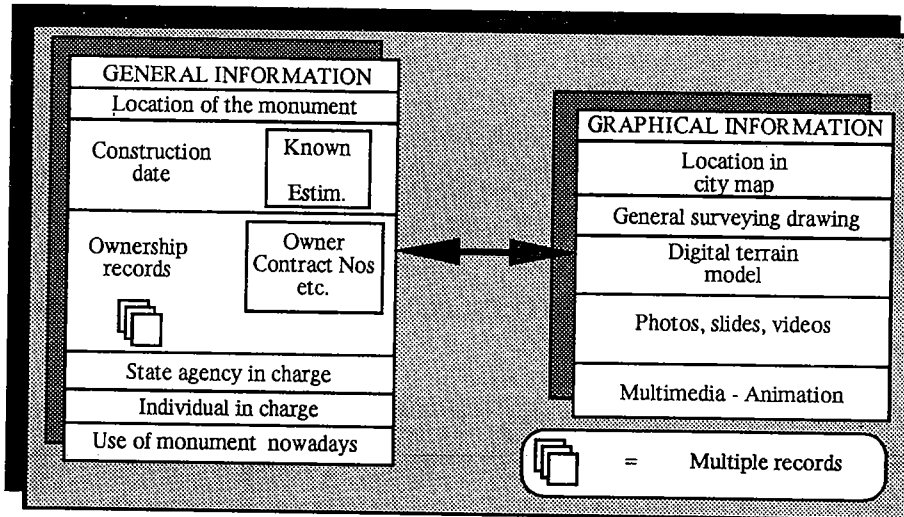 GENERAL INFORMATION
Location of the monument
Construction
date
Known
Estim.
Ownership
records
Owner
Contract Nos
etc.
State agency in charge
Individual in charge
Use of monument nowadays
GRAPHICAL INFORMATION
Location in
city map
General surveying drawing
Digital terrain
model
Photos, slides, videos
Multimedia - Animation
= Multiple records